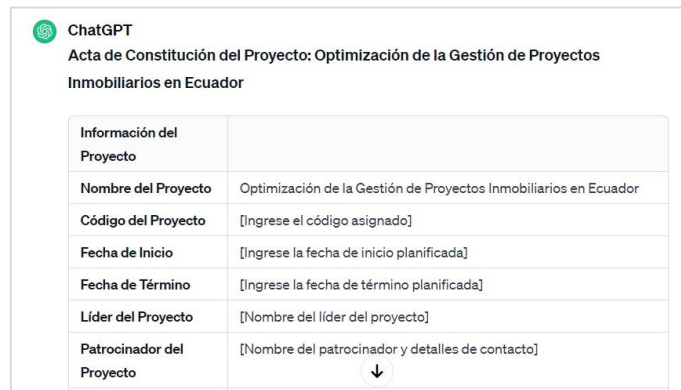 ChatGPT
Acta de Constitución del Proyecto: Optimización de la Gestión de Proyectos
Inmobiliarios en Ecuador
Información del
Proyecto
Nombre del Proyecto Optimización de la Gestión de Proyectos Inmobiliarios en Ecuador
Código del Proyecto [Ingrese el código asignado]
Fecha de Inicio [Ingrese la fecha de inicio planificada]
Fecha de Término [Ingrese la fecha de término planificada]
Líder del Proyecto [Nombre del líder del proyecto]
Patrocinador del [Nombre del patrocinador y detalles de contacto]
Proyecto